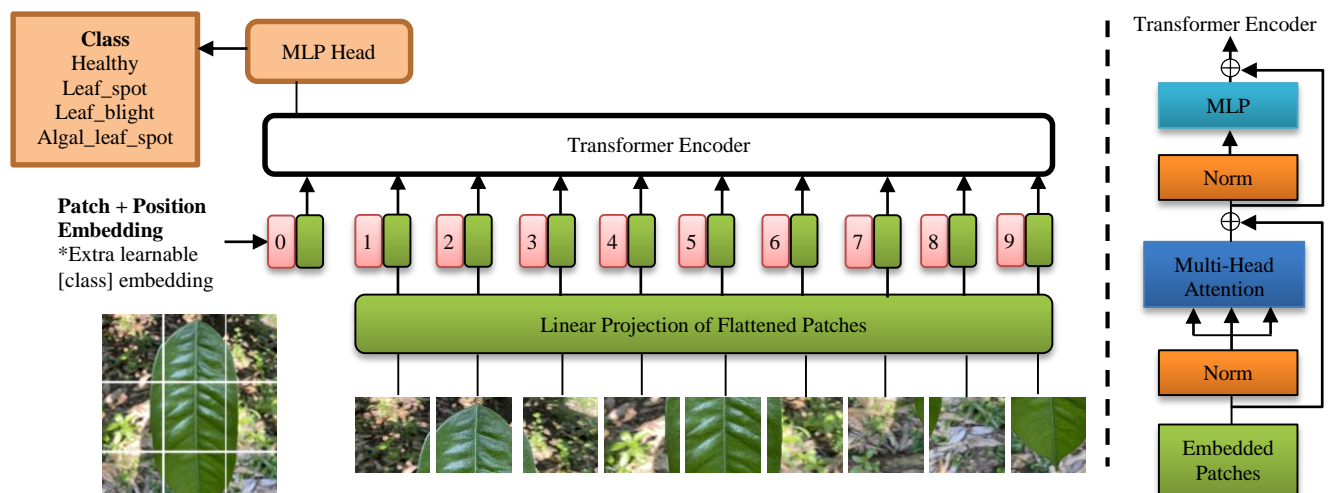 Class
Healthy
Leaf_spot
Leaf_blight
Algal_leaf_spot
MLP Head
Transformer Encoder
Patch + Position
Embedding
*Extra learnable
[class] embedding
0
1
2
3
4
5
6
7
8
9
Linear Projection of Flattened Patches
Transformer Encoder
MLP
Norm
Multi-Head
Attention
Norm
Embedded
Patches